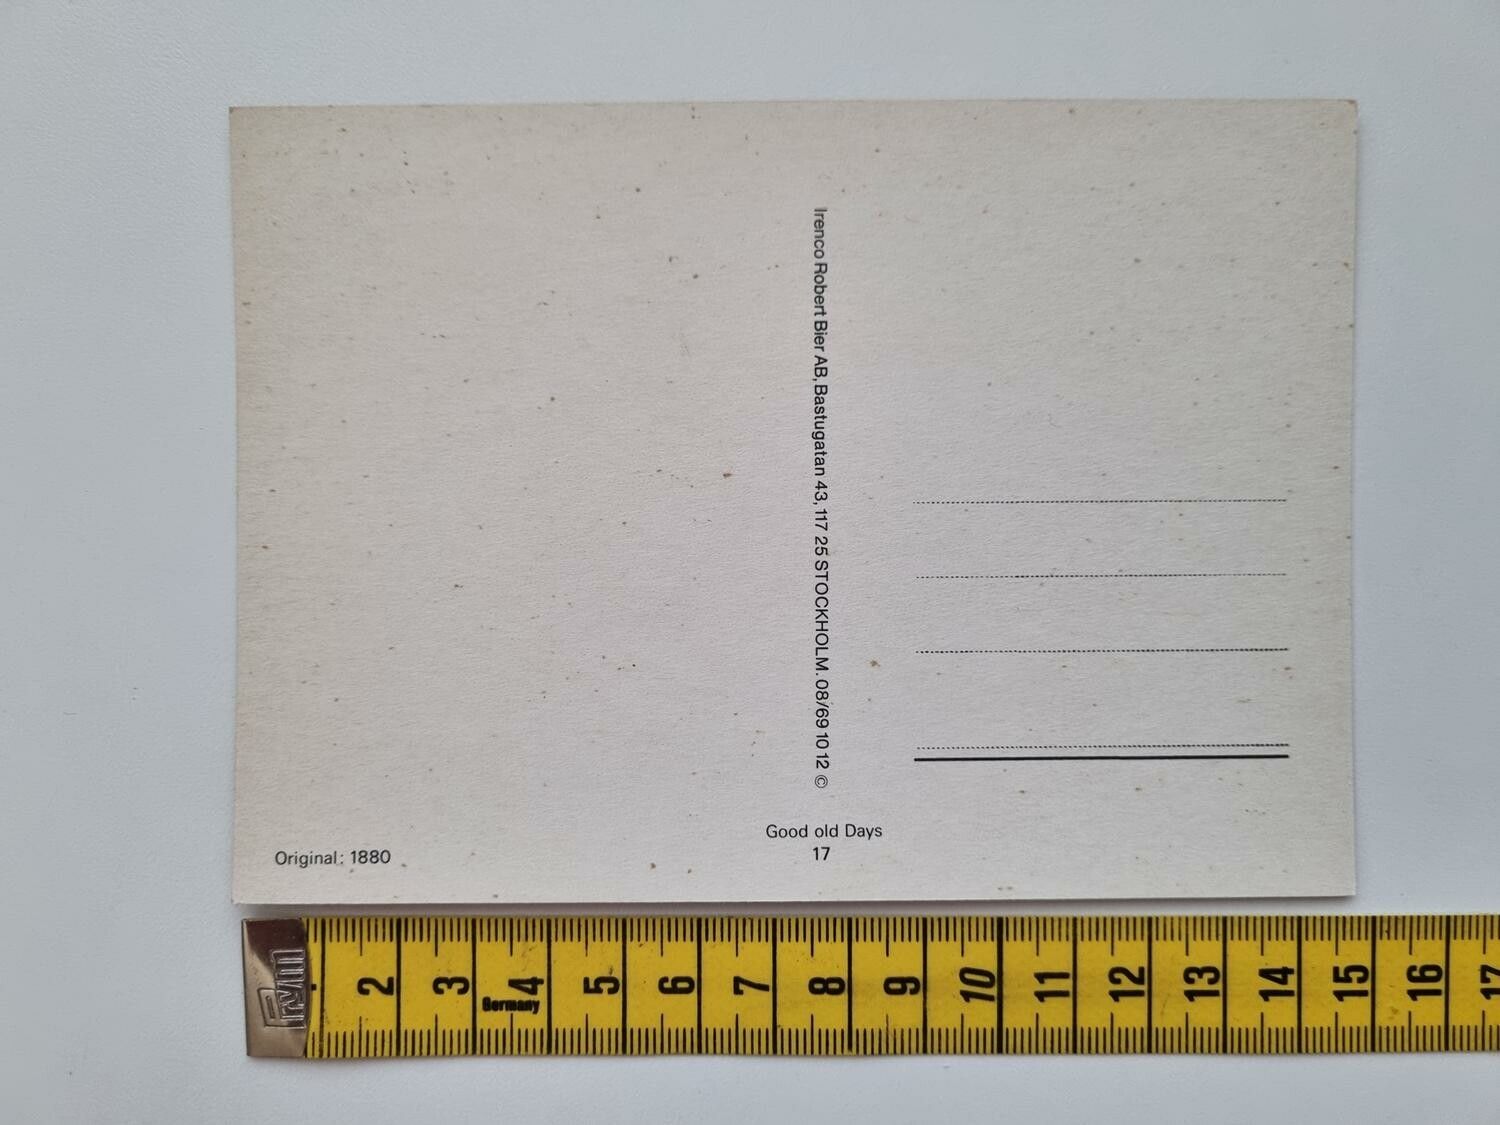 Irenco Robert Bier AB, Bastugatan 43, 117 25 STOCKHOLM. 08/69 10 12 ©
Good old Days
17
Original: 1880
prym
2 3 4 5 6 7 8 9 10 11 12 13 14 15 16 17
Germany